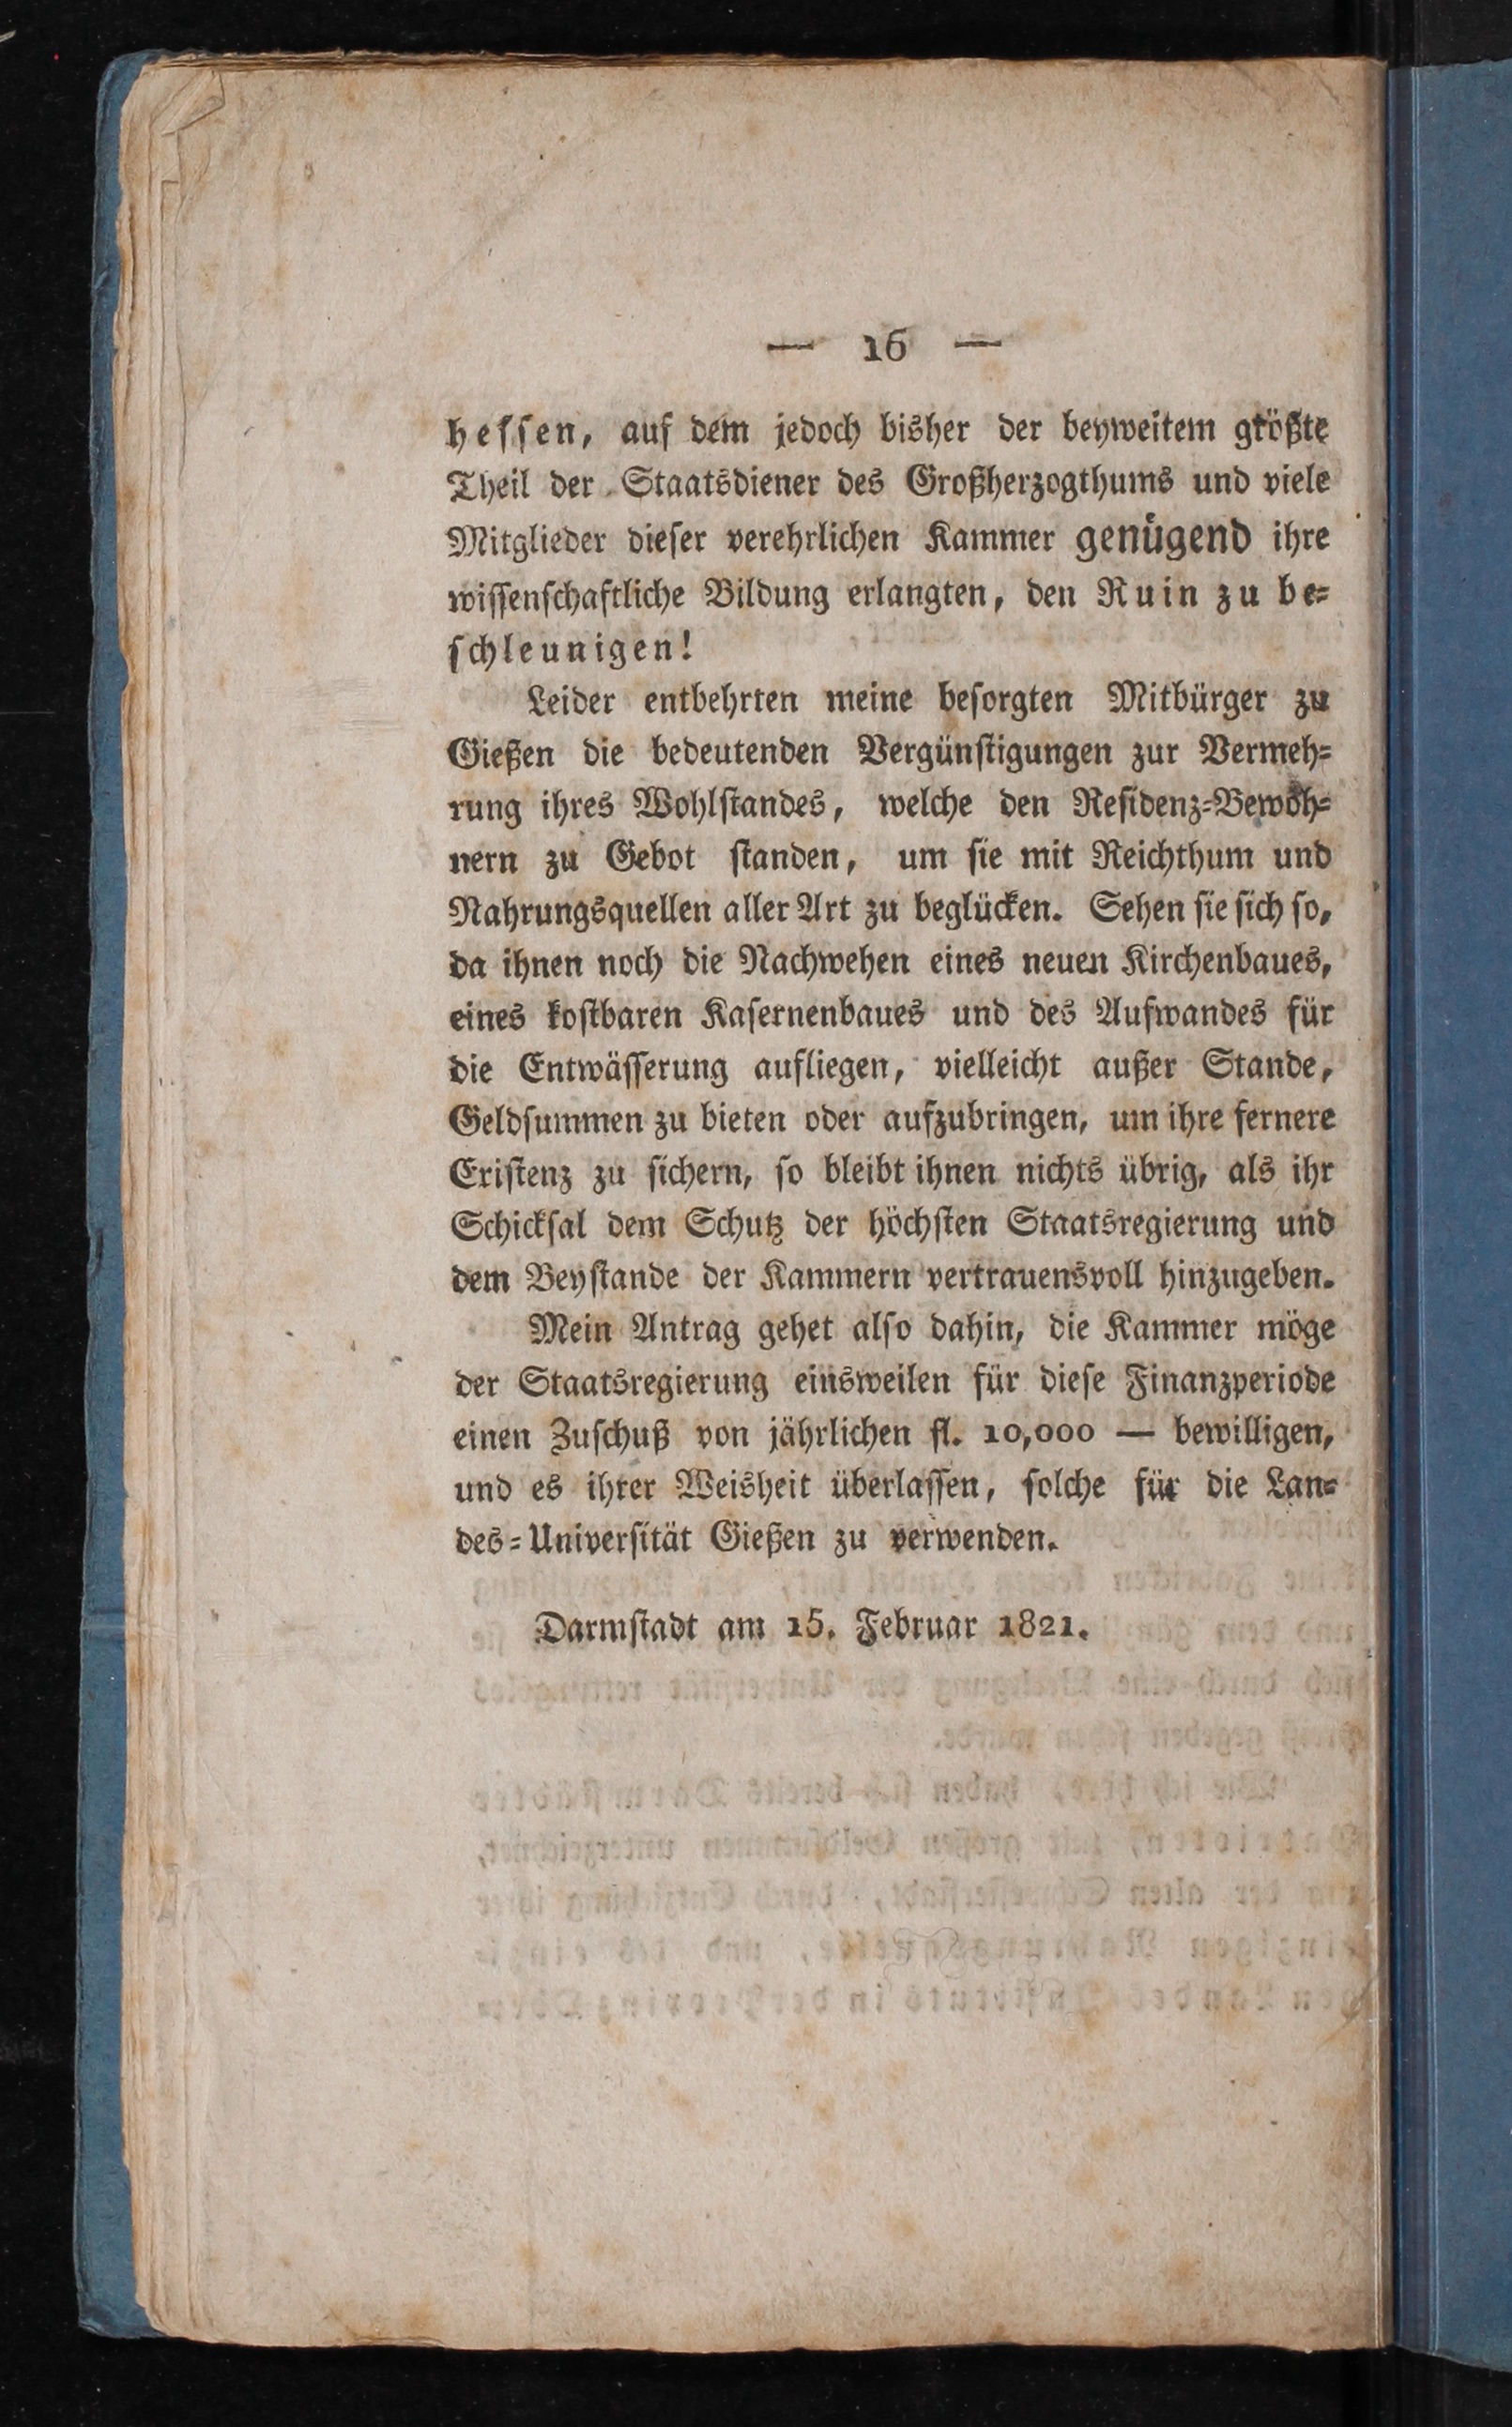 — 16 —
hessen, auf dem jedoch bisher der beyweitem größte
Theil der Staatsdiener des Großherzogthums und viele
Mitglieder dieser verehrlichen Kammer genügend ihre
wissenschaftliche Bildung erlangten, den Ruin zu be-
schleunigen!
Leider entbehrten meine besorgten Mitbürger zu
Gießen die bedeutenden Vergünstigungen zur Vermeh-
rung ihres Wohlstandes, welche den Residenz-Bewoh-
nern zu Gebot standen, um sie mit Reichthum und
Nahrungsquellen aller Art zu beglücken. Sehen sie sich so,
da ihnen noch die Nachwehen eines neuen Kirchenbaues,
eines kostbaren Kasernenbaues und des Aufwandes für
die Entwässerung aufliegen, vielleicht außer Stande,
Geldsummen zu bieten oder aufzubringen, um ihre fernere
Existenz zu sichern, so bleibt ihnen nichts übrig, als ihr
Schicksal dem Schutz der höchsten Staatsregierung und
dem Beystande der Kammern vertrauensvoll hinzugeben.
Mein Antrag gehet also dahin, die Kammer möge
der Staatsregierung einsweilen für diese Finanzperiode
einen Zuschuß von jährlichen fl. 10,000 — bewilligen,
und es ihrer Weisheit überlassen, solche für die Lan-
des-Universität Gießen zu verwenden.
Darmstadt am 15. Februar 1821.